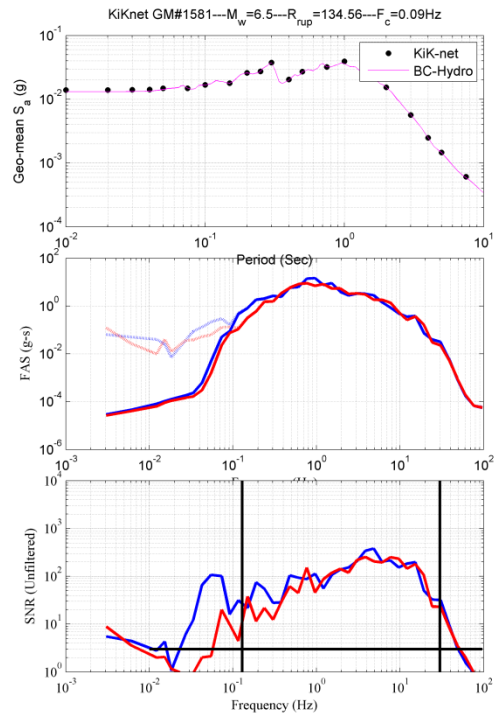 KiKnet GM#1581---M_w=6.5---R_rup=134.56---F_c=0.09Hz
10^-1
10^-2
10^-3
10^-4
Geo-mean S_a (g)
KiK-net
BC-Hydro
10^-2 10^-1 10^0 10^1
Period (Sec)
10^2
10^0
10^-2
10^-4
10^-6
FAS (g-s)
10^-3 10^-2 10^-1 10^0 10^1 10^2
10^4
10^3
10^2
10^1
10^0
SNR (Unfiltered)
10^-3 10^-2 10^-1 10^0 10^1 10^2
Frequency (Hz)